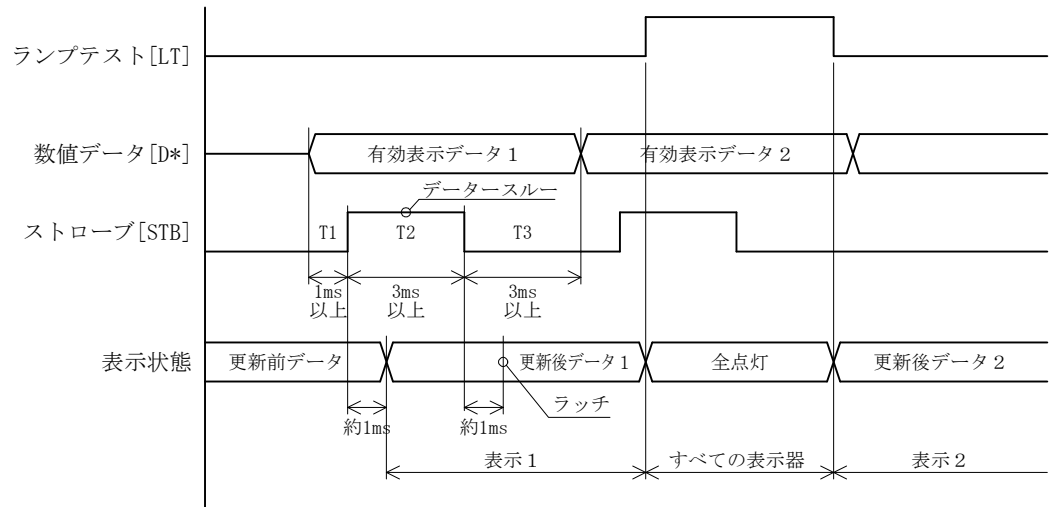 ランプテスト[LT]
数値データ[D*]
有効表示データ1
有効表示データ2
データースルー
ストローブ[STB]
T1
T2
T3
1ms
以上
3ms
以上
3ms
以上
表示状態
更新前データ
更新後データ1
全点灯
更新後データ2
ラッチ
約1ms
約1ms
表示1
すべての表示器
表示2